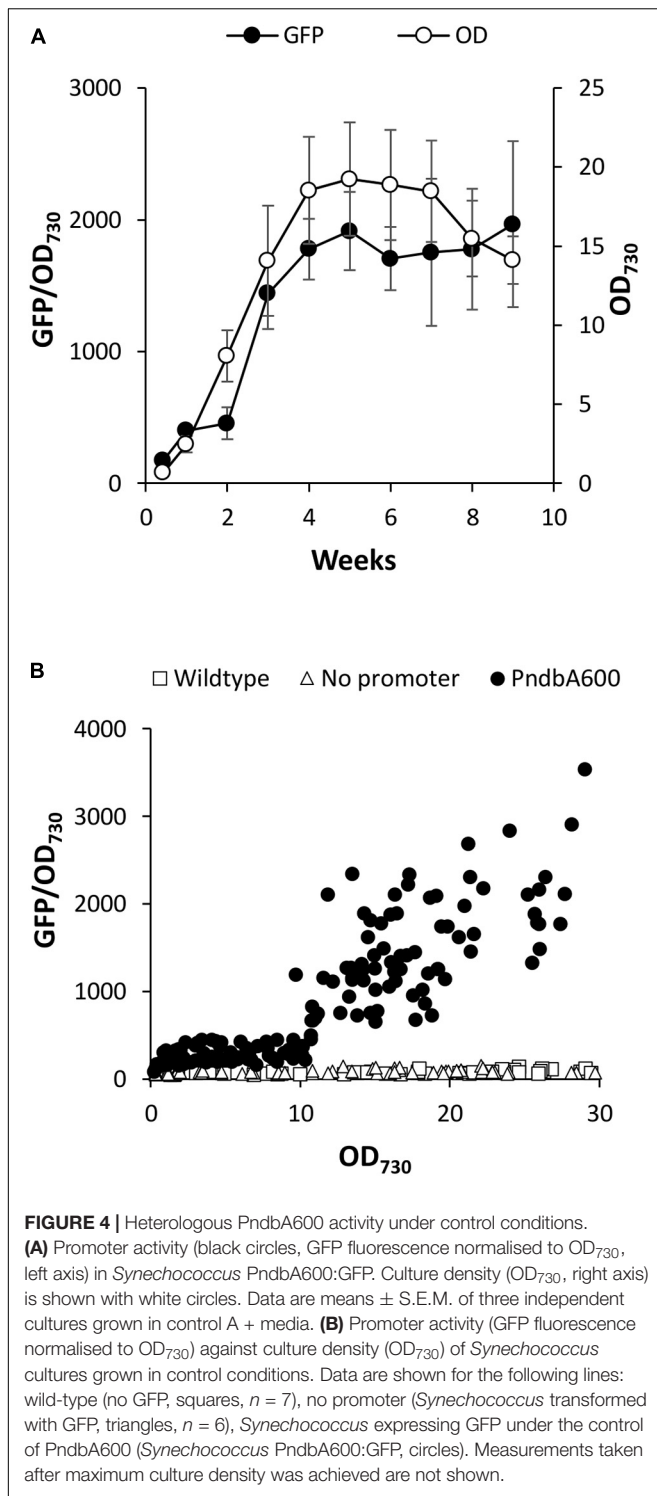 A
GFP OD
3000 25
2000 20
1000 15
0 10
5
0
GFP/OD730
OD730
0 2 4 6 8 10
Weeks
B
Wildtype No promoter PndbA600
4000
3000
2000
1000
0
GFP/OD730
0 10 20 30
OD730
FIGURE 4 | Heterologous PndbA600 activity under control conditions.
(A) Promoter activity (black circles, GFP fluorescence normalised to OD730,
left axis) in Synechococcus PndbA600:GFP. Culture density (OD730, right axis)
is shown with white circles. Data are means ± S.E.M. of three independent
cultures grown in control A + media. (B) Promoter activity (GFP fluorescence
normalised to OD730) against culture density (OD730) of Synechococcus
cultures grown in control conditions. Data are shown for the following lines:
wild-type (no GFP, squares, n = 7), no promoter (Synechococcus transformed
with GFP, triangles, n = 6), Synechococcus expressing GFP under the control
of PndbA600 (Synechococcus PndbA600:GFP, circles). Measurements taken
after maximum culture density was achieved are not shown.